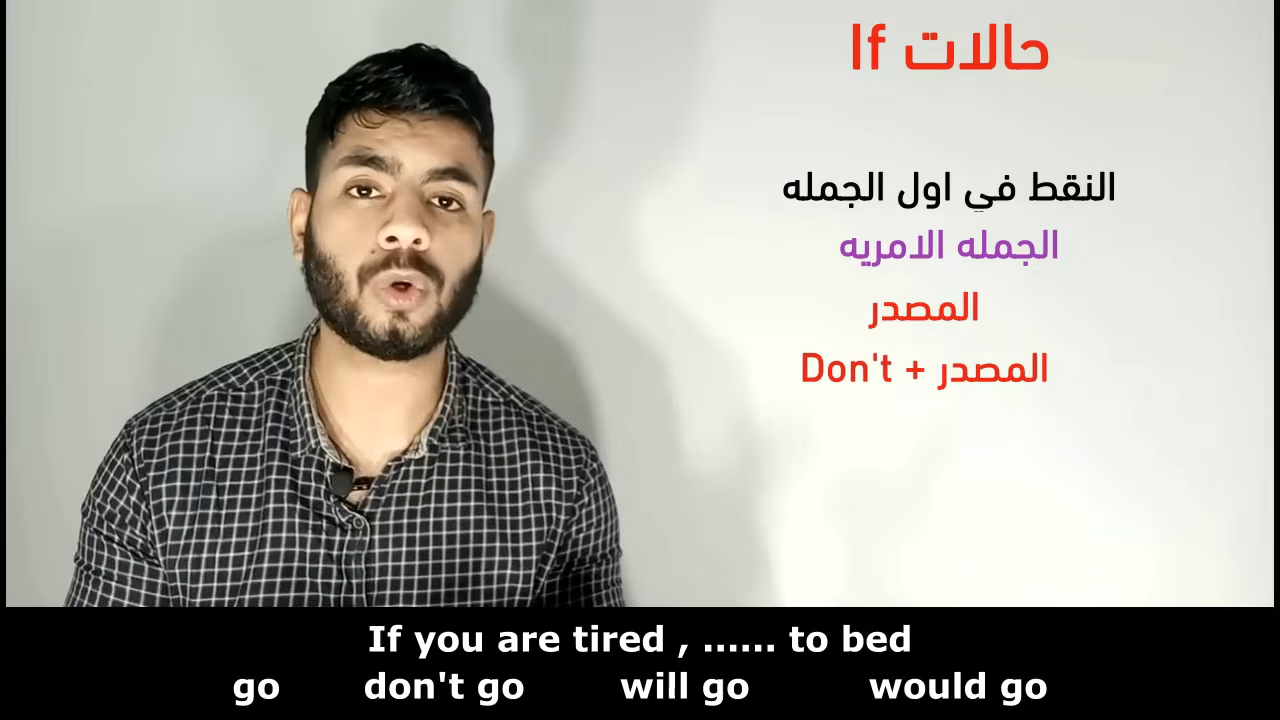 حالات If
النقط في اول الجمله
الجمله الامريه
المصدر
Don't + المصدر
If you are tired , ...... to bed
go don't go will go would go